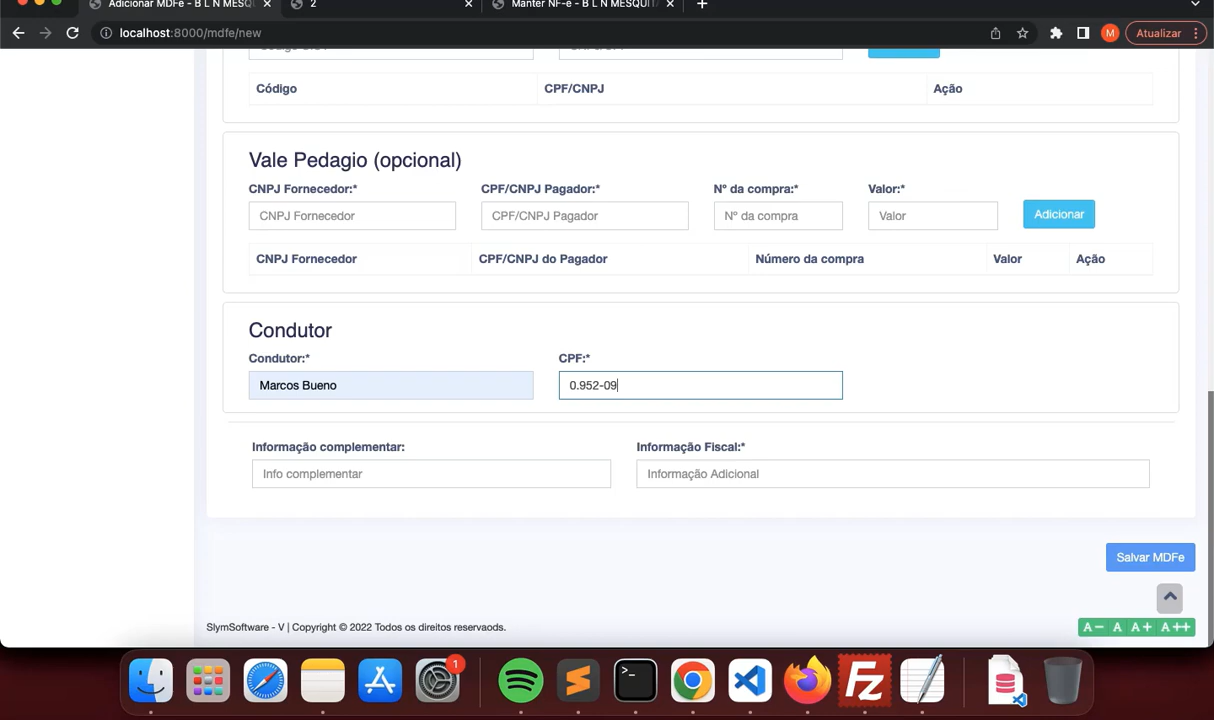 Adicionar MDFe - B L N MESQU
2
Manter NF-e - B L N MESQUITA
localhost:8000/mdfe/new
M
Atualizar
Código
CPF/CNPJ
Ação
Vale Pedagio (opcional)
CNPJ Fornecedor:*
CPF/CNPJ Pagador:*
Nº da compra:*
Valor:*
CNPJ Fornecedor
CPF/CNPJ Pagador
Nº da compra
Valor
Adicionar
CNPJ Fornecedor
CPF/CNPJ do Pagador
Número da compra
Valor
Ação
Condutor
Condutor:*
CPF:*
Marcos Bueno
0.952-09
Informação complementar:
Informação Fiscal:*
Info complementar
Informação Adicional
Salvar MDFe
SlymSoftware - V | Copyright © 2022 Todos os direitos reservaods.
A− A A+ A++
1